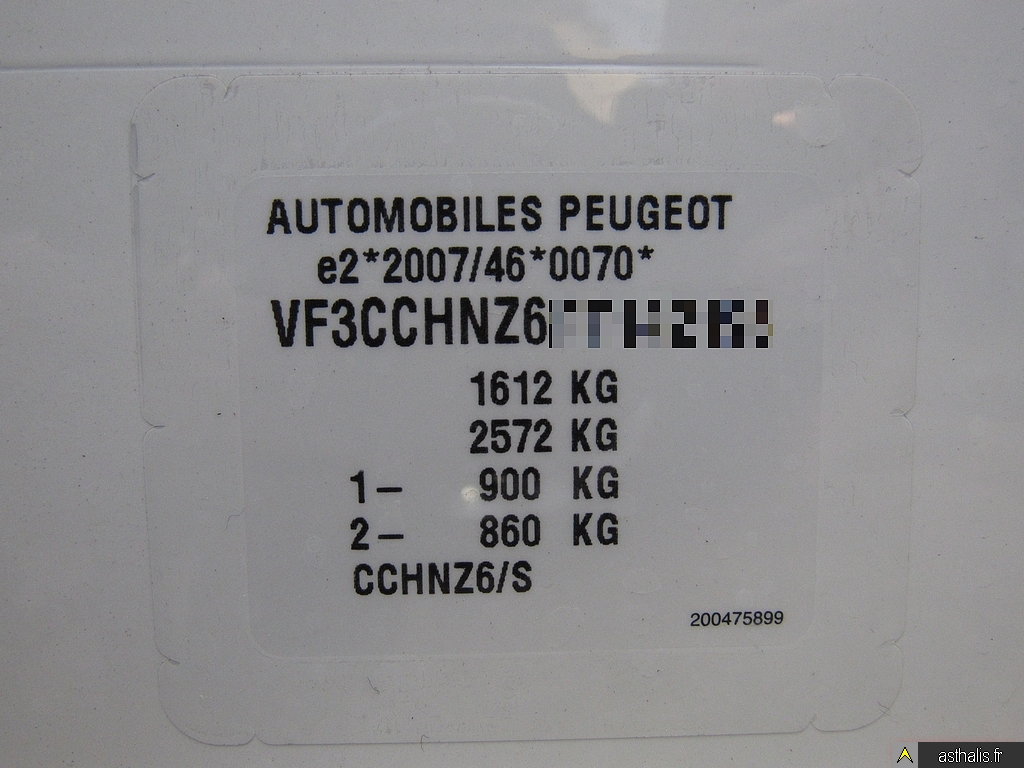 AUTOMOBILES PEUGEOT
e2*2007/46*0070*
VF3CCHNZ6
1612 KG
2572 KG
1– 900 KG
2– 860 KG
CCHNZ6/S
200475899
asthalis.fr